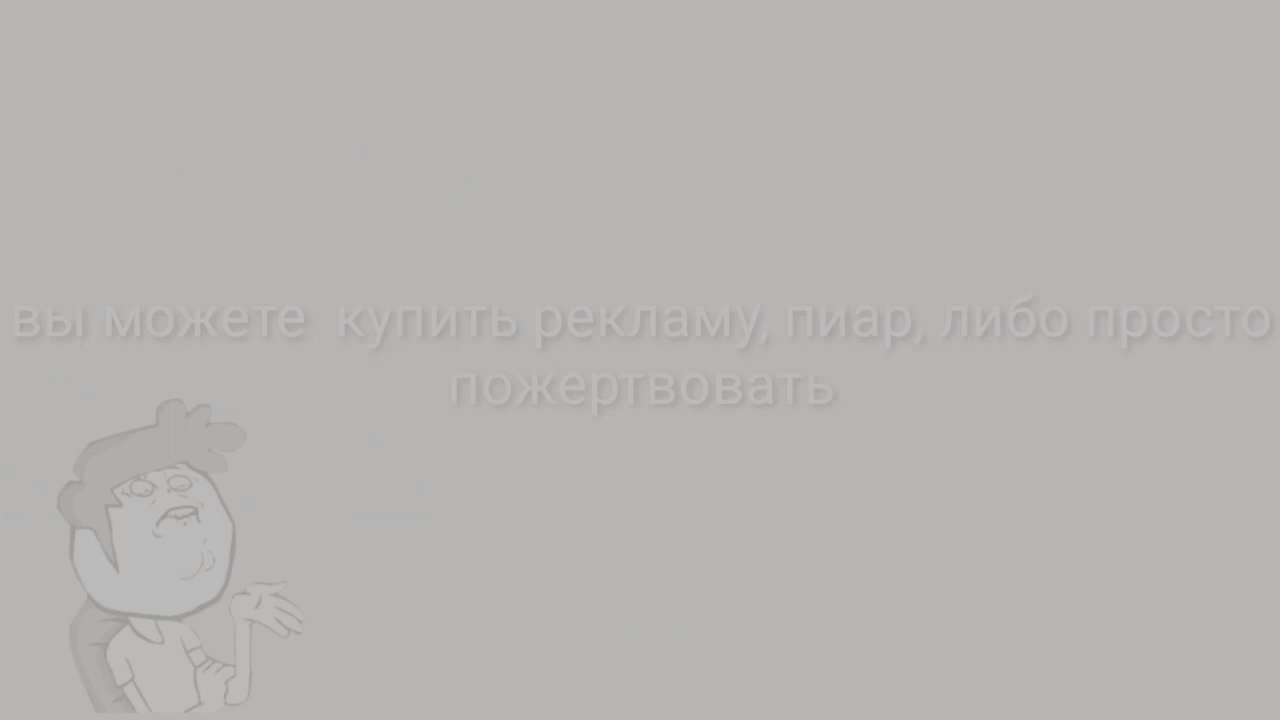 вы можете  купить рекламу, пиар, либо просто
пожертвовать